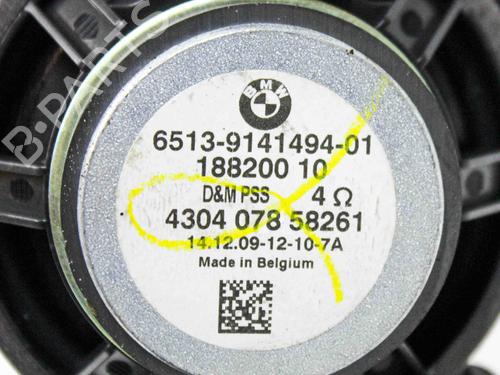 BMW
6513-9141494-01
188200 10
D&M PSS 4 Ω
4304 078 58261
14.12.09-12-10-7A
Made in Belgium
B-PARTS